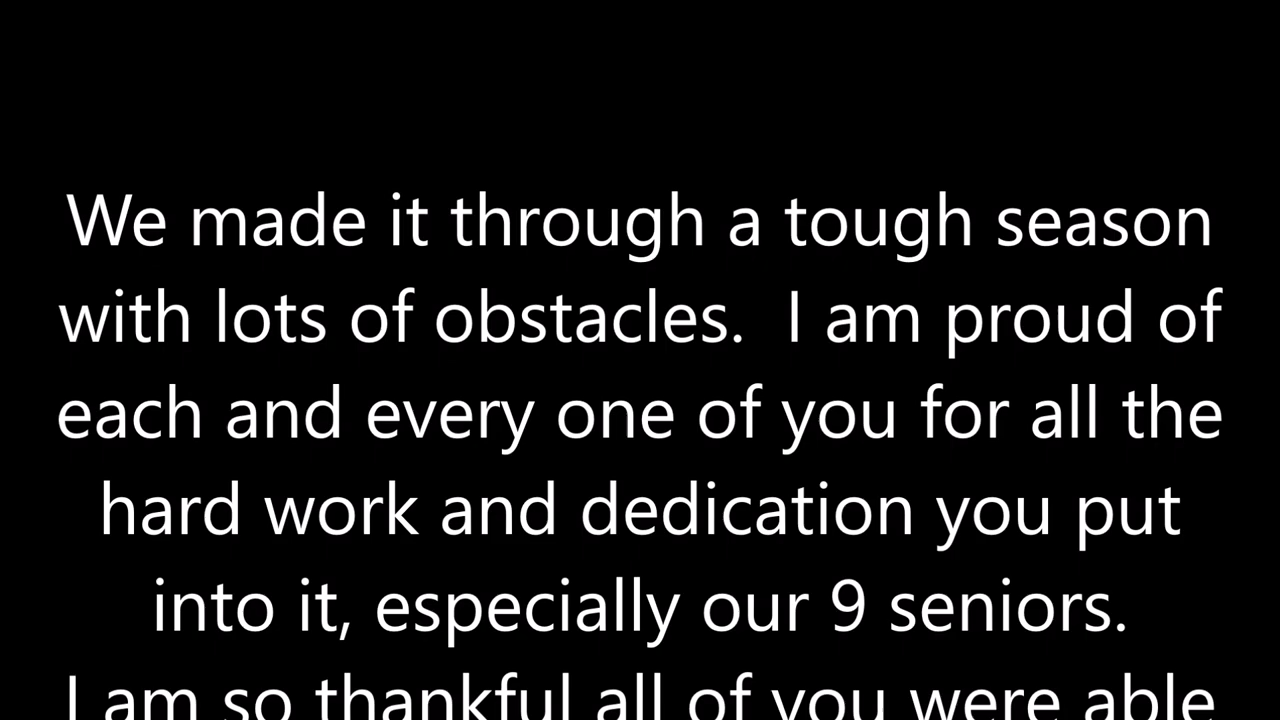 We made it through a tough season
with lots of obstacles.  I am proud of
each and every one of you for all the
hard work and dedication you put
into it, especially our 9 seniors.
I am so thankful all of you were able